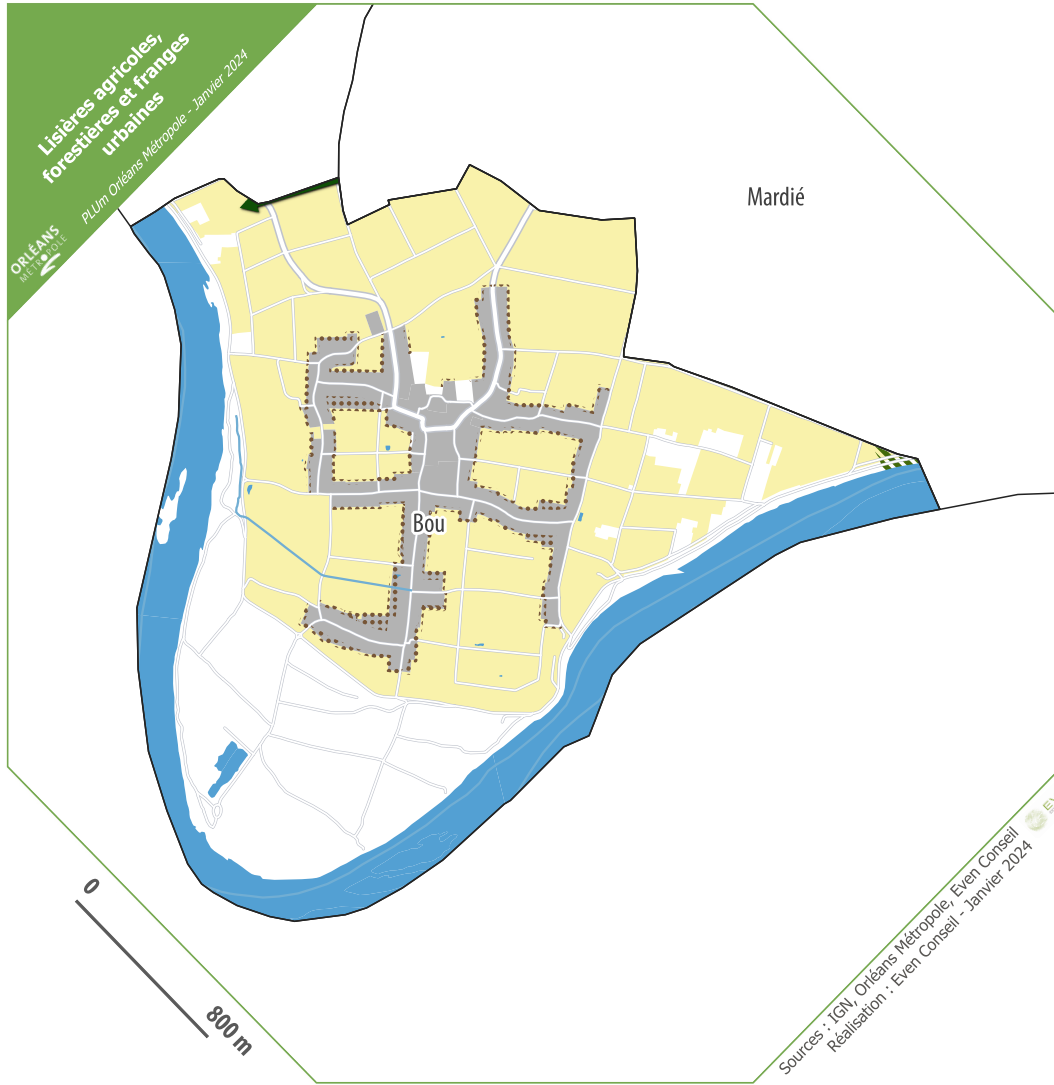 Lisières agricoles,
forestières et franges
urbaines
PLUm Orléans Métropole - Janvier 2024
ORLÉANS
MÉTROPOLE
Mardié
Bou
0
800 m
Sources : IGN, Orléans Métropole, Even Conseil
Réalisation : Even Conseil - Janvier 2024